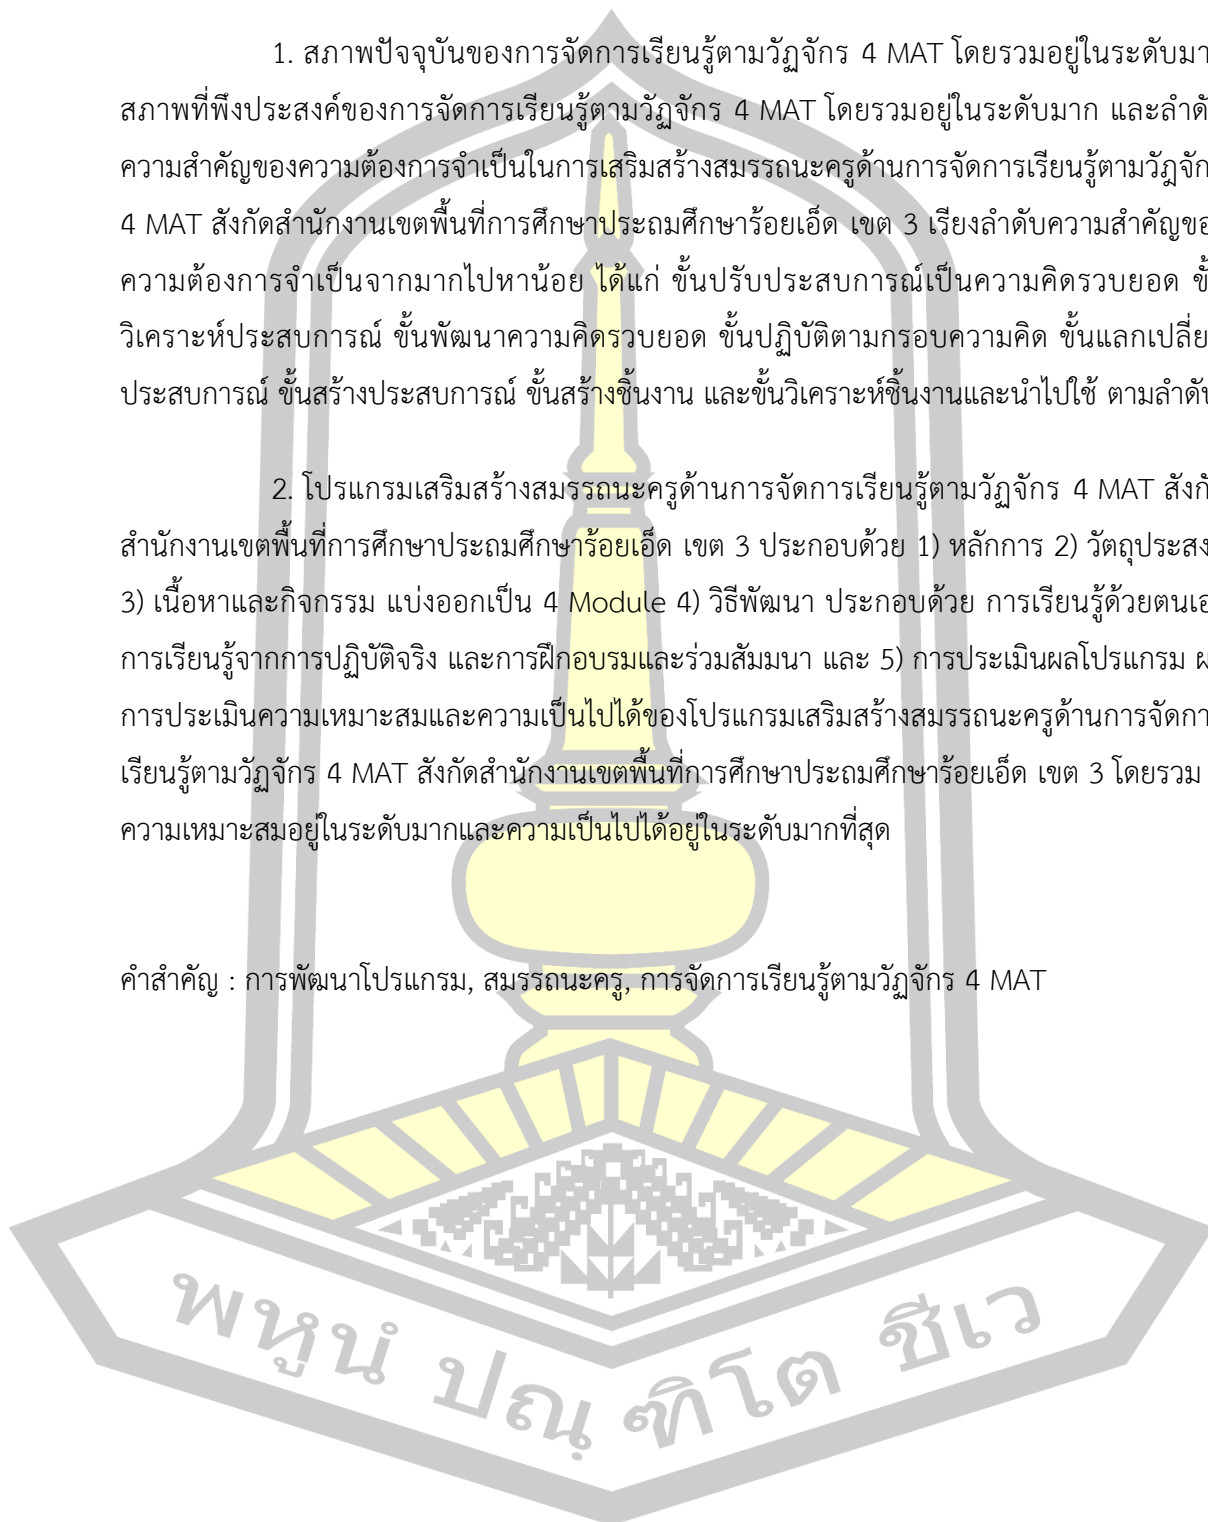 1. สภาพปัจจุบันของการจัดการเรียนรู้ตามวัฏจักร 4 MAT โดยรวมอยู่ในระดับมา
สภาพที่พึงประสงค์ของการจัดการเรียนรู้ตามวัฏจักร 4 MAT โดยรวมอยู่ในระดับมาก และลำดั
ความสำคัญของความต้องการจำเป็นในการเสริมสร้างสมรรถนะครูด้านการจัดการเรียนรู้ตามวัฎจัก
4 MAT สังกัดสำนักงานเขตพื้นที่การศึกษาประถมศึกษาร้อยเอ็ด เขต 3 เรียงลำดับความสำคัญขอ
ความต้องการจำเป็นจากมากไปหาน้อย ได้แก่ ขั้นปรับประสบการณ์เป็นความคิดรวบยอด ขั้
วิเคราะห์ประสบการณ์ ขั้นพัฒนาความคิดรวบยอด ขั้นปฏิบัติตามกรอบความคิด ขั้นแลกเปลี่ย
ประสบการณ์ ขั้นสร้างประสบการณ์ ขั้นสร้างชิ้นงาน และขั้นวิเคราะห์ชิ้นงานและนำไปใช้ ตามลำดับ
2. โปรแกรมเสริมสร้างสมรรถนะครูด้านการจัดการเรียนรู้ตามวัฏจักร 4 MAT สังกั
สำนักงานเขตพื้นที่การศึกษาประถมศึกษาร้อยเอ็ด เขต 3 ประกอบด้วย 1) หลักการ 2) วัตถุประสง
3) เนื้อหาและกิจกรรม แบ่งออกเป็น 4 Module 4) วิธีพัฒนา ประกอบด้วย การเรียนรู้ด้วยตนเอ
การเรียนรู้จากการปฏิบัติจริง และการฝึกอบรมและร่วมสัมมนา และ 5) การประเมินผลโปรแกรม ผ
การประเมินความเหมาะสมและความเป็นไปได้ของโปรแกรมเสริมสร้างสมรรถนะครูด้านการจัดกา
เรียนรู้ตามวัฏจักร 4 MAT สังกัดสำนักงานเขตพื้นที่การศึกษาประถมศึกษาร้อยเอ็ด เขต 3 โดยรวม
ความเหมาะสมอยู่ในระดับมากและความเป็นไปได้อยู่ในระดับมากที่สุด
คำสำคัญ : การพัฒนาโปรแกรม, สมรรถนะครู, การจัดการเรียนรู้ตามวัฏจักร 4 MAT
พหูนํ ปณฺฑิโต ชีเว